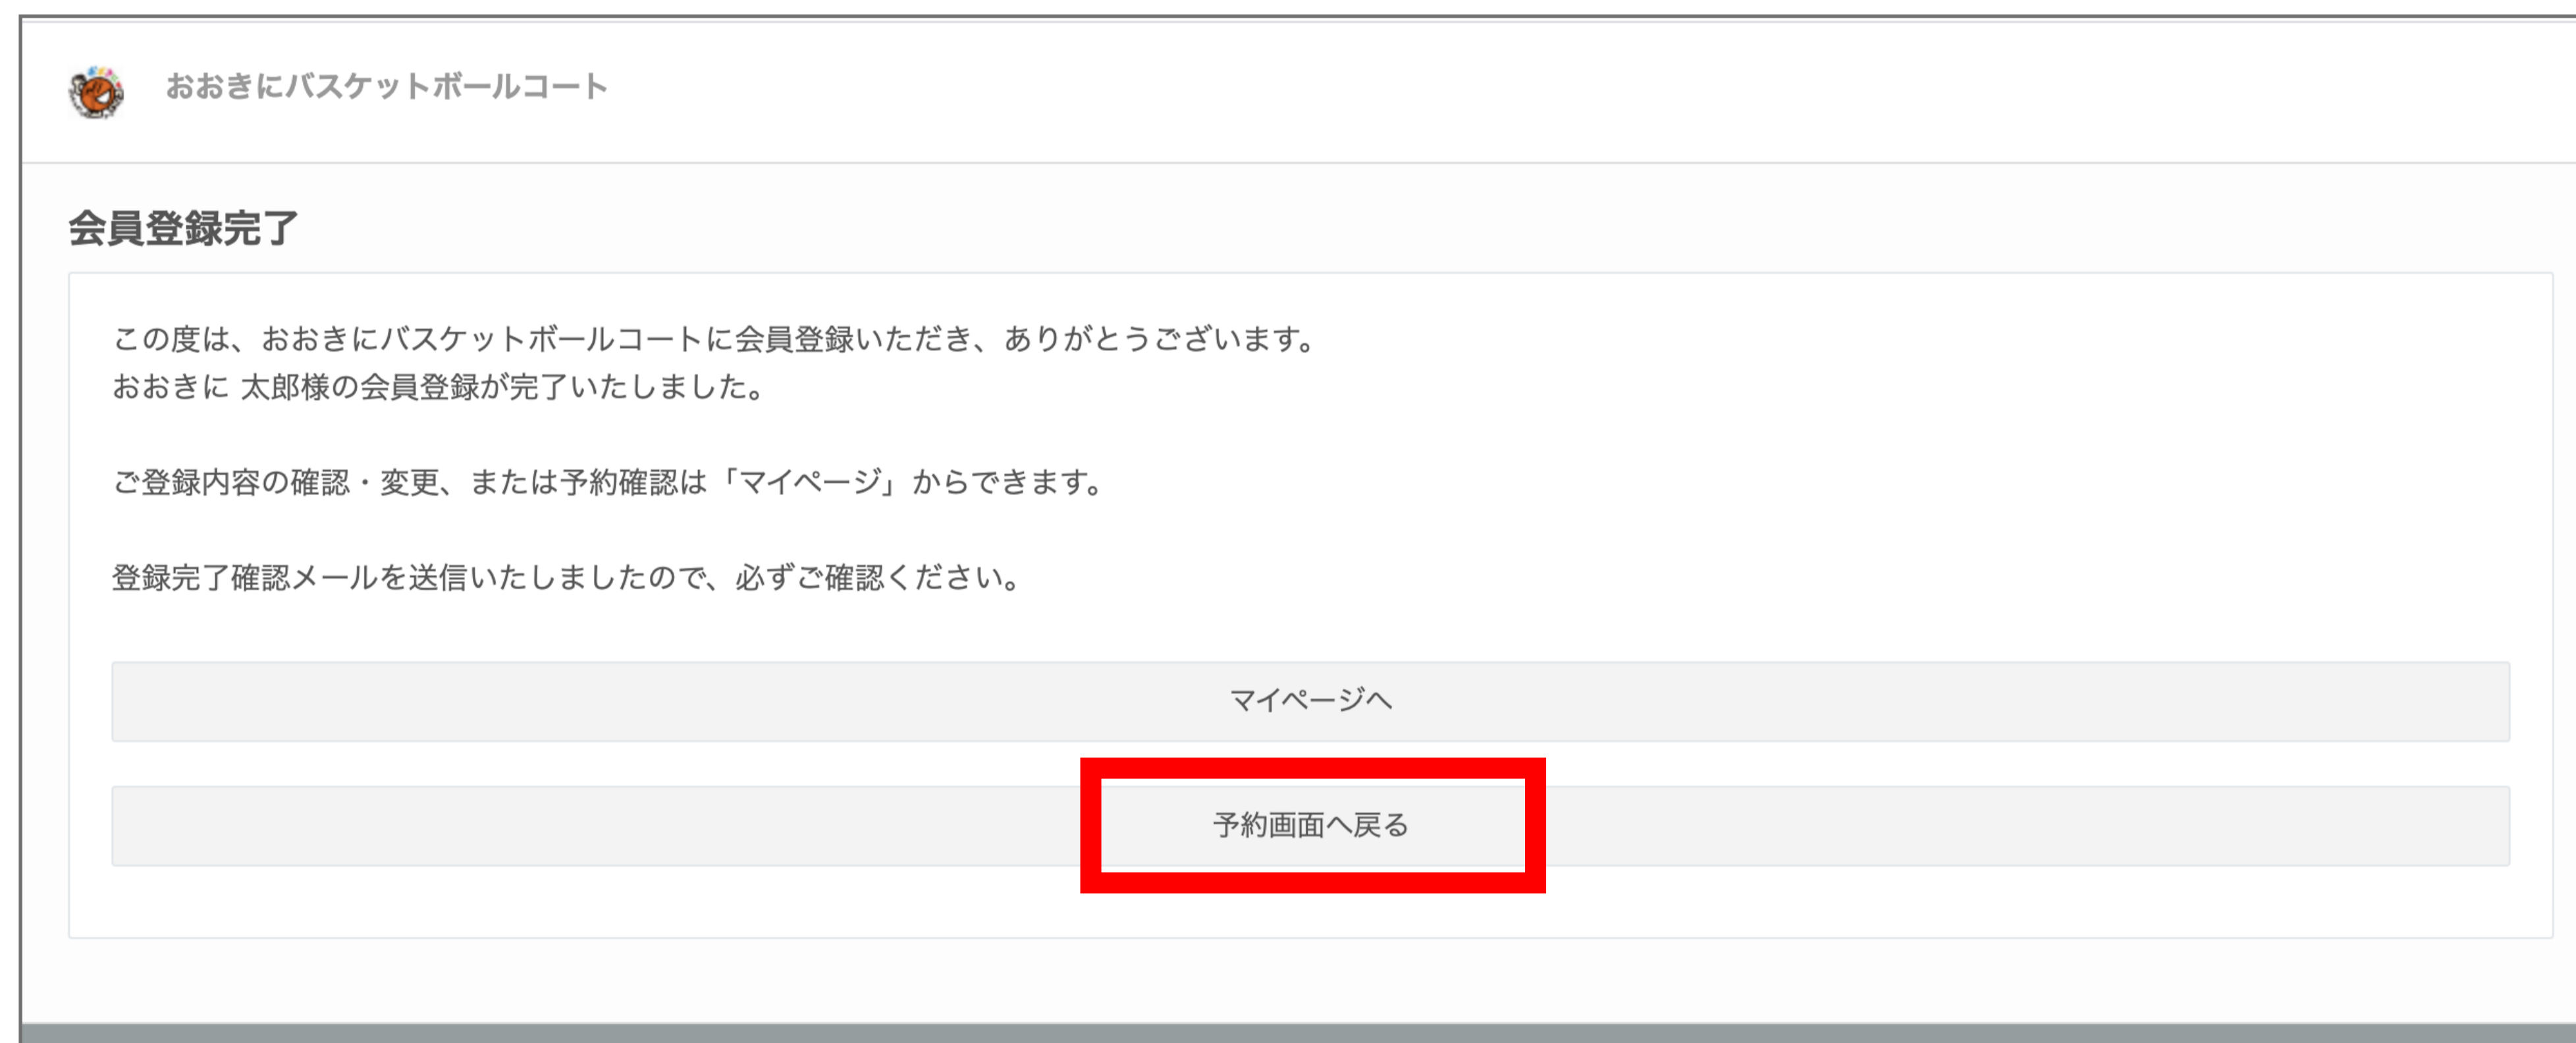 おおきにバスケットボールコート
会員登録完了
この度は、おおきにバスケットボールコートに会員登録いただき、ありがとうございます。
おおきに 太郎様の会員登録が完了いたしました。
ご登録内容の確認・変更、または予約確認は「マイページ」からできます。
登録完了確認メールを送信いたしましたので、必ずご確認ください。
マイページへ
予約画面へ戻る